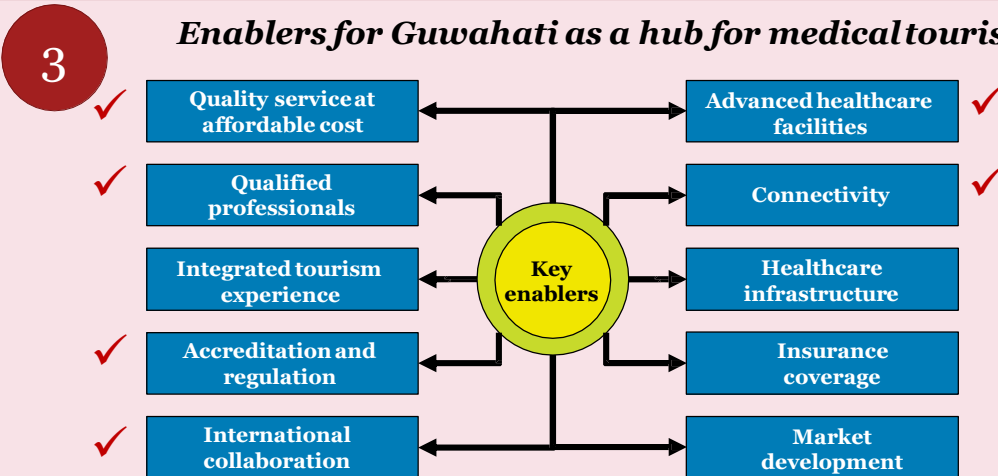 3
Enablers for Guwahati as a hub for medical touris
Quality service at
affordable cost
Qualified
professionals
Integrated tourism
experience
Accreditation and
regulation
International
collaboration
Key
enablers
Advanced healthcare
facilities
Connectivity
Healthcare
infrastructure
Insurance
coverage
Market
development